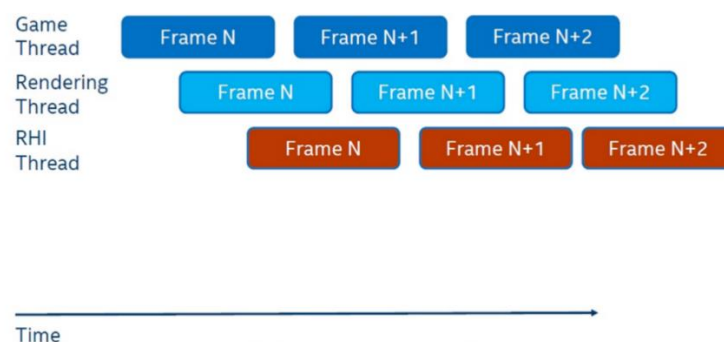 Game
Thread
Frame N
Frame N+1
Frame N+2
Rendering
Thread
Frame N
Frame N+1
Frame N+2
RHI
Thread
Frame N
Frame N+1
Frame N+2
Time